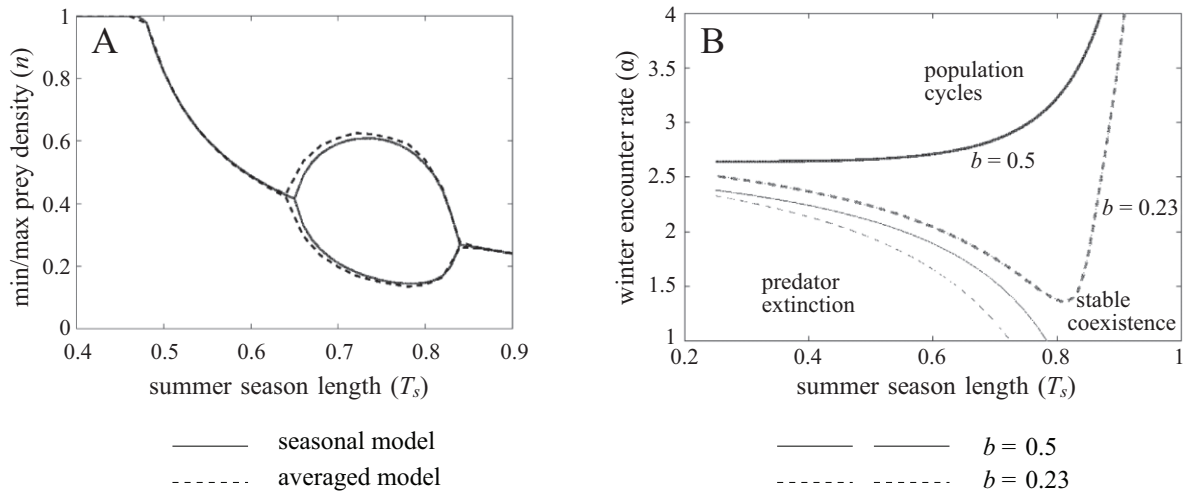 A
min/max prey density (n)
1
0.8
0.6
0.4
0.2
0
0.4
0.5
0.6
0.7
0.8
0.9
summer season length (Ts)
seasonal model
averaged model
B
winter encounter rate (α)
4
3.5
3
2.5
2
1.5
1
0.2
0.4
0.6
0.8
1
population
cycles
b = 0.5
b = 0.23
predator
extinction
stable
coexistence
summer season length (Ts)
b = 0.5
b = 0.23